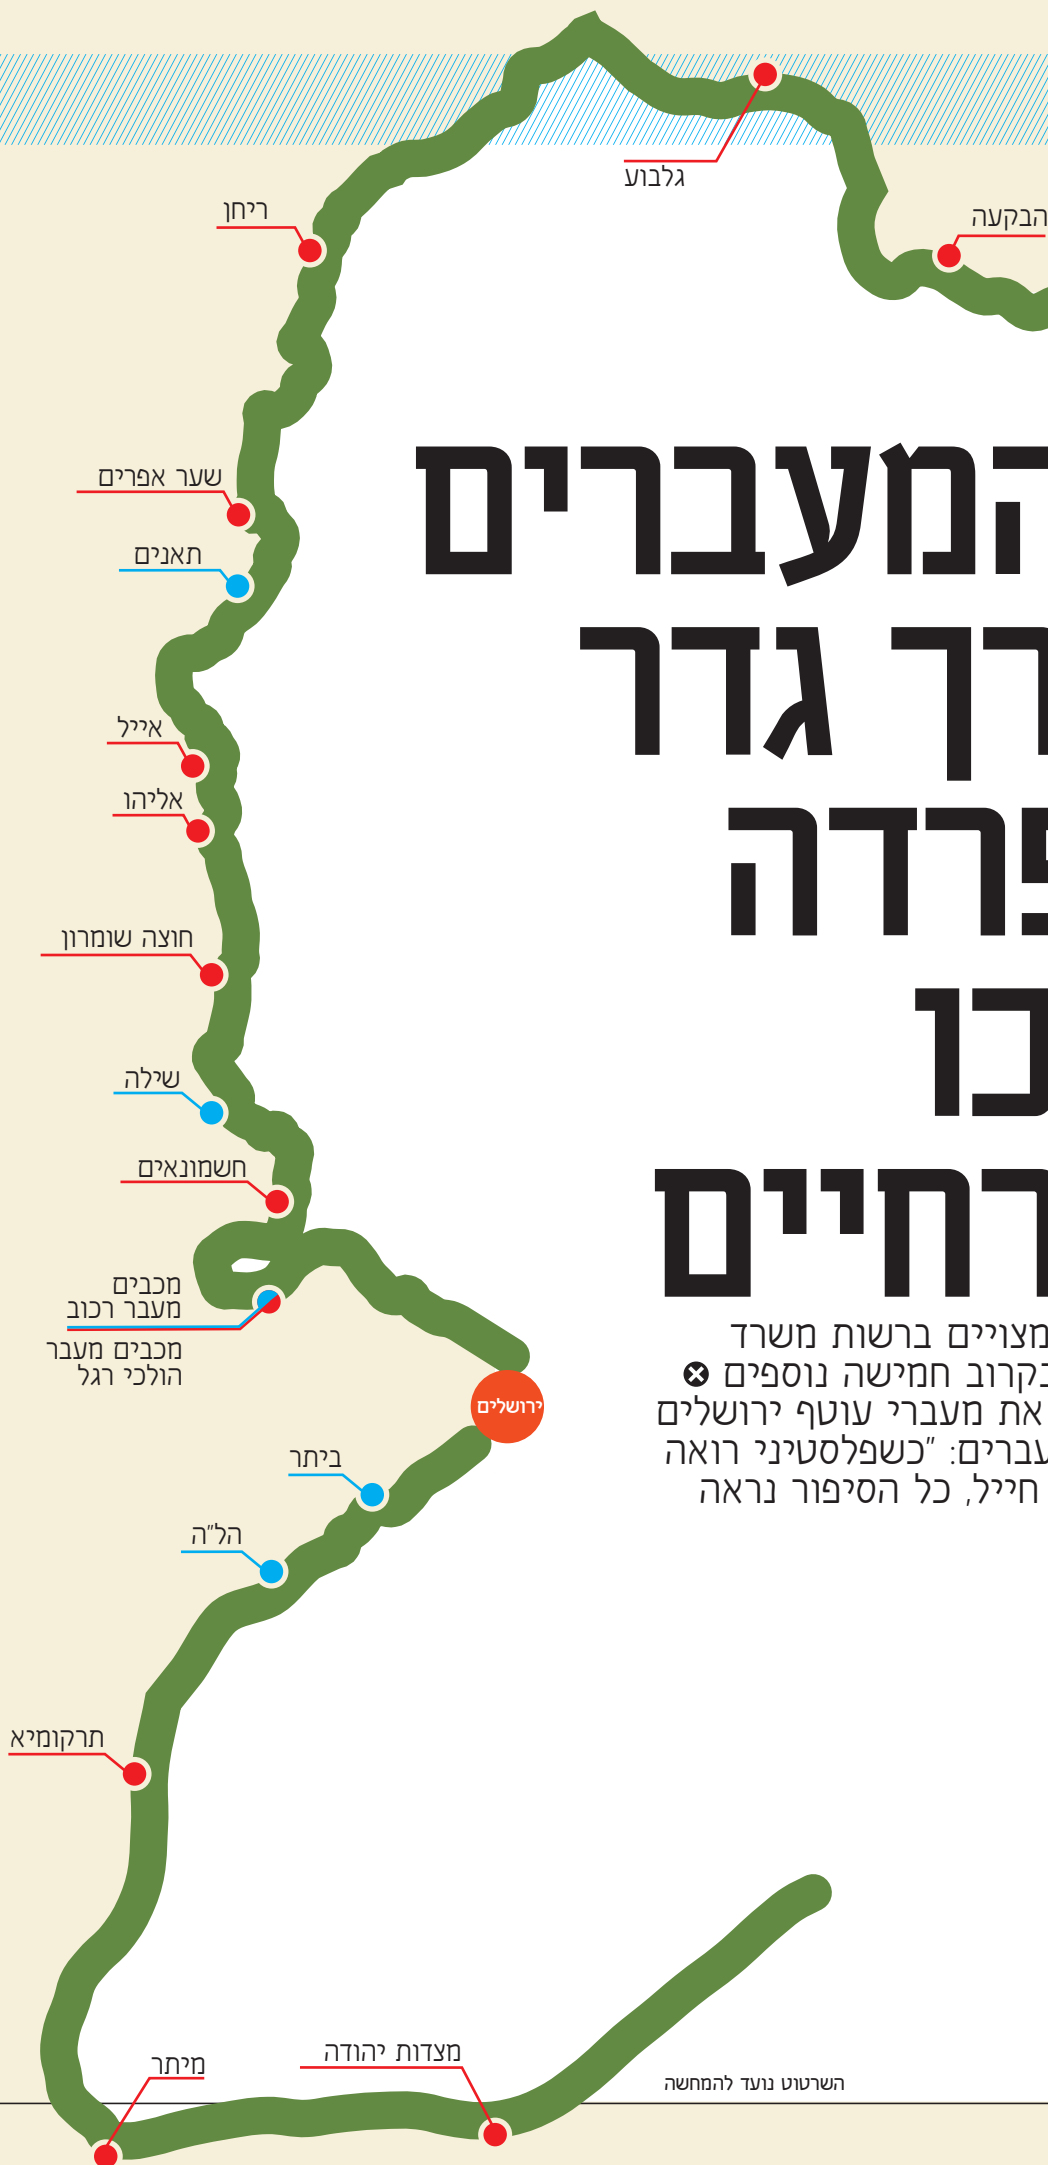 גלבוע
ריחן
הבקעה
המעברים
שער אפרים
תאנים
רך גדר
אייל
אליהו
פרדה
חוצה שומרון
כו
שילה
חשמונאים
רחיים
מכבים
מעבר רכוב
מכבים מעבר
הולכי רגל
מצויים ברשות משרד
בקרוב חמישה נוספים
את מעברי עוטף ירושלים
עברים: "כשפלסטיני רואה
חייל, כל הסיפור נראה
ירושלים
ביתר
הל"ה
תרקומיא
מצדות יהודה
מיתר
השרטוט נועד להמחשה